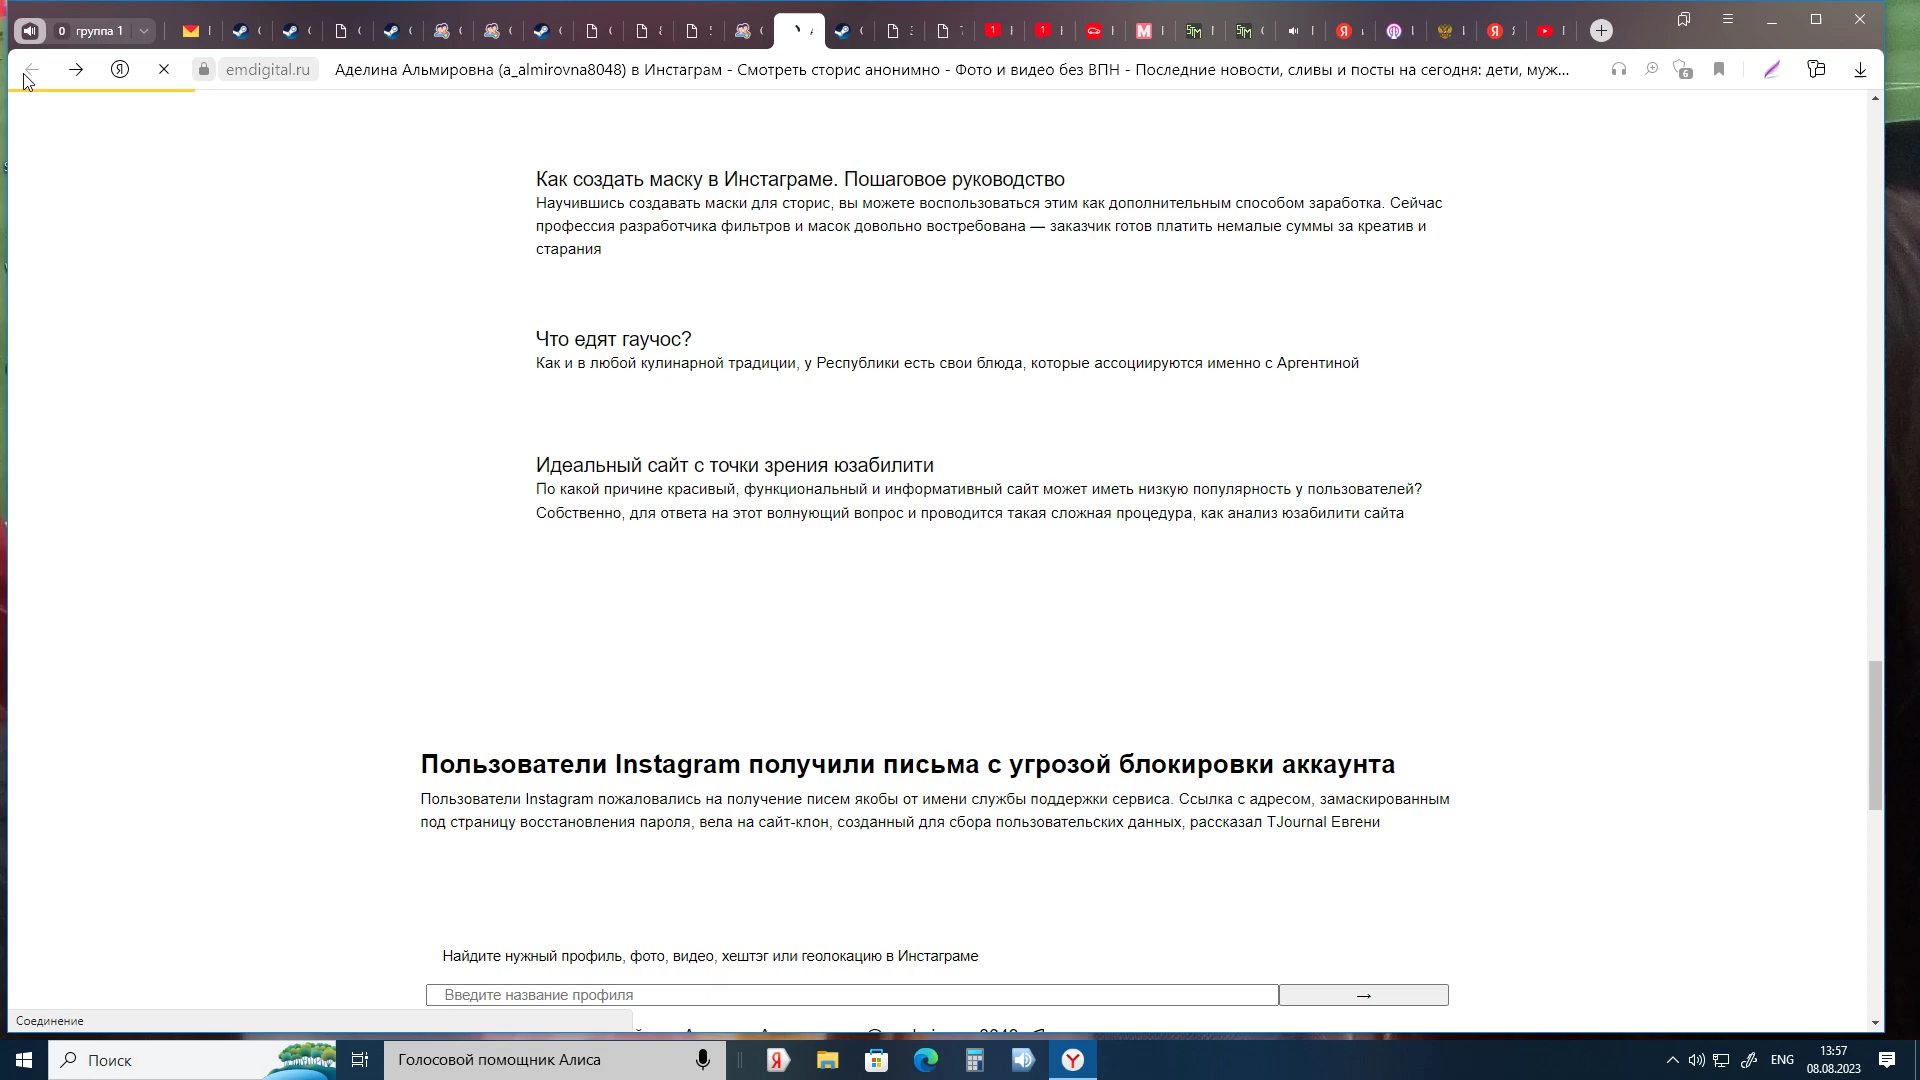 0 группа 1
emdigital.ru Аделина Альмировна (a_almirovna8048) в Инстаграм - Смотреть сторис анонимно - Фото и видео без ВПН - Последние новости, сливы и посты на сегодня: дети, муж...
6
Как создать маску в Инстаграме. Пошаговое руководство
Научившись создавать маски для сторис, вы можете воспользоваться этим как дополнительным способом заработка. Сейчас
профессия разработчика фильтров и масок довольно востребована — заказчик готов платить немалые суммы за креатив и
старания
Что едят гаучос?
Как и в любой кулинарной традиции, у Республики есть свои блюда, которые ассоциируются именно с Аргентиной
Идеальный сайт с точки зрения юзабилити
По какой причине красивый, функциональный и информативный сайт может иметь низкую популярность у пользователей?
Собственно, для ответа на этот волнующий вопрос и проводится такая сложная процедура, как анализ юзабилити сайта
Пользователи Instagram получили письма с угрозой блокировки аккаунта
Пользователи Instagram пожаловались на получение писем якобы от имени службы поддержки сервиса. Ссылка с адресом, замаскированным
под страницу восстановления пароля, вела на сайт-клон, созданный для сбора пользовательских данных, рассказал TJournal Евгени
Найдите нужный профиль, фото, видео, хештэг или геолокацию в Инстаграме
Введите название профиля →
Соединение
Поиск
Голосовой помощник Алиса
ENG
13:57
08.08.2023